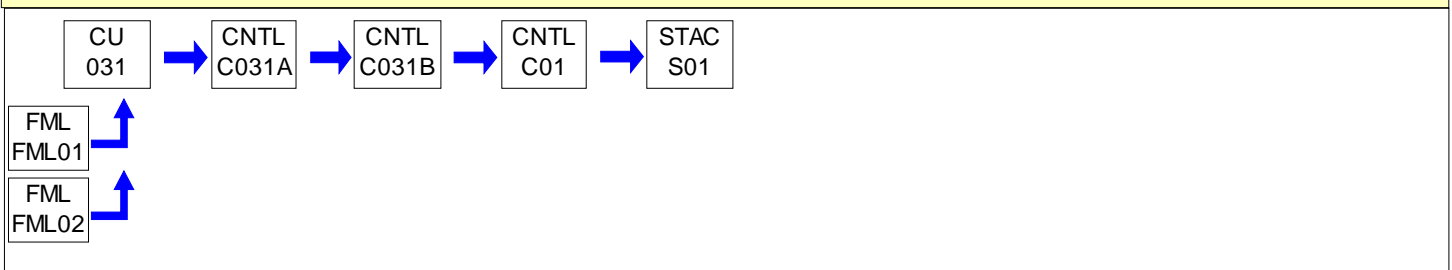 CU
031
CNTL
C031A
CNTL
C031B
CNTL
C01
STAC
S01
FML
FML01
FML
FML02